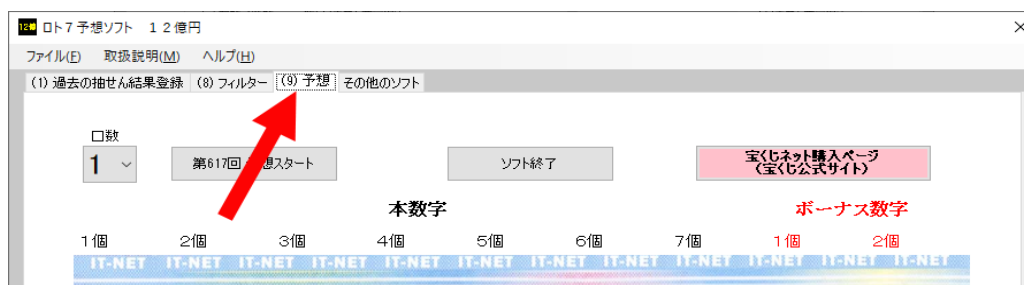 12億 ロト7予想ソフト 12億円
ファイル(F) 取扱説明(M) ヘルプ(H)
(1) 過去の抽せん結果登録 (8) フィルター (9) 予想 その他のソフト
口数
1 第617回 想スタート ソフト終了 宝くじネット購入ページ
(宝くじ公式サイト)
本数字 ボーナス数字
1個 2個 3個 4個 5個 6個 7個 1個 2個
IT-NET IT-NET IT-NET IT-NET IT-NET IT-NET IT-NET IT-NET IT-NET IT-NET IT-NET IT-NET